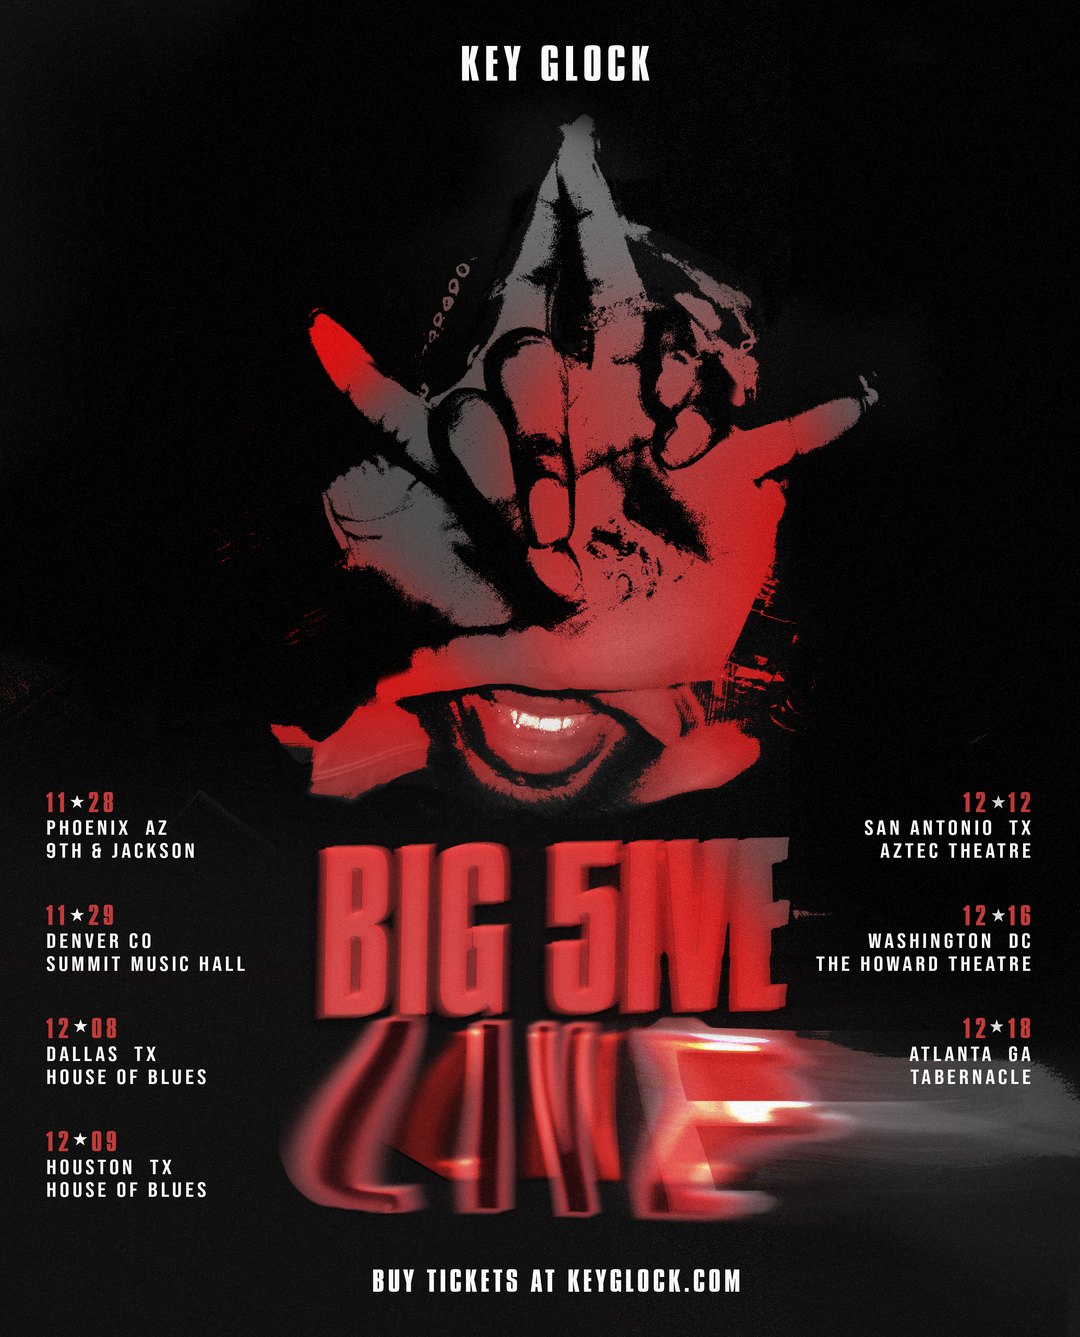 KEY GLOCK
11★28
PHOENIX AZ
9TH & JACKSON
11★29
DENVER CO
SUMMIT MUSIC HALL
12★08
DALLAS TX
HOUSE OF BLUES
12★09
HOUSTON TX
HOUSE OF BLUES
12★12
SAN ANTONIO TX
AZTEC THEATRE
12★16
WASHINGTON DC
THE HOWARD THEATRE
12★18
ATLANTA GA
TABERNACLE
BIG 5IVE
LIVE
BUY TICKETS AT KEYGLOCK.COM